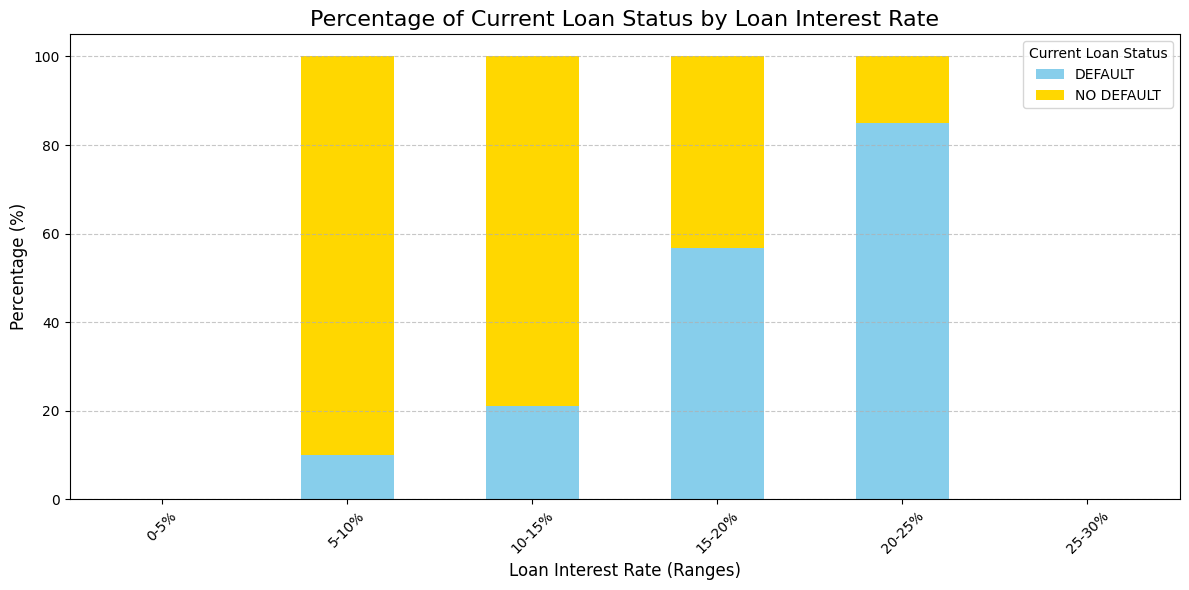 Percentage of Current Loan Status by Loan Interest Rate
Current Loan Status
DEFAULT
NO DEFAULT
Percentage (%)
100
80
60
40
20
0
0-5%
5-10%
10-15%
15-20%
20-25%
25-30%
Loan Interest Rate (Ranges)